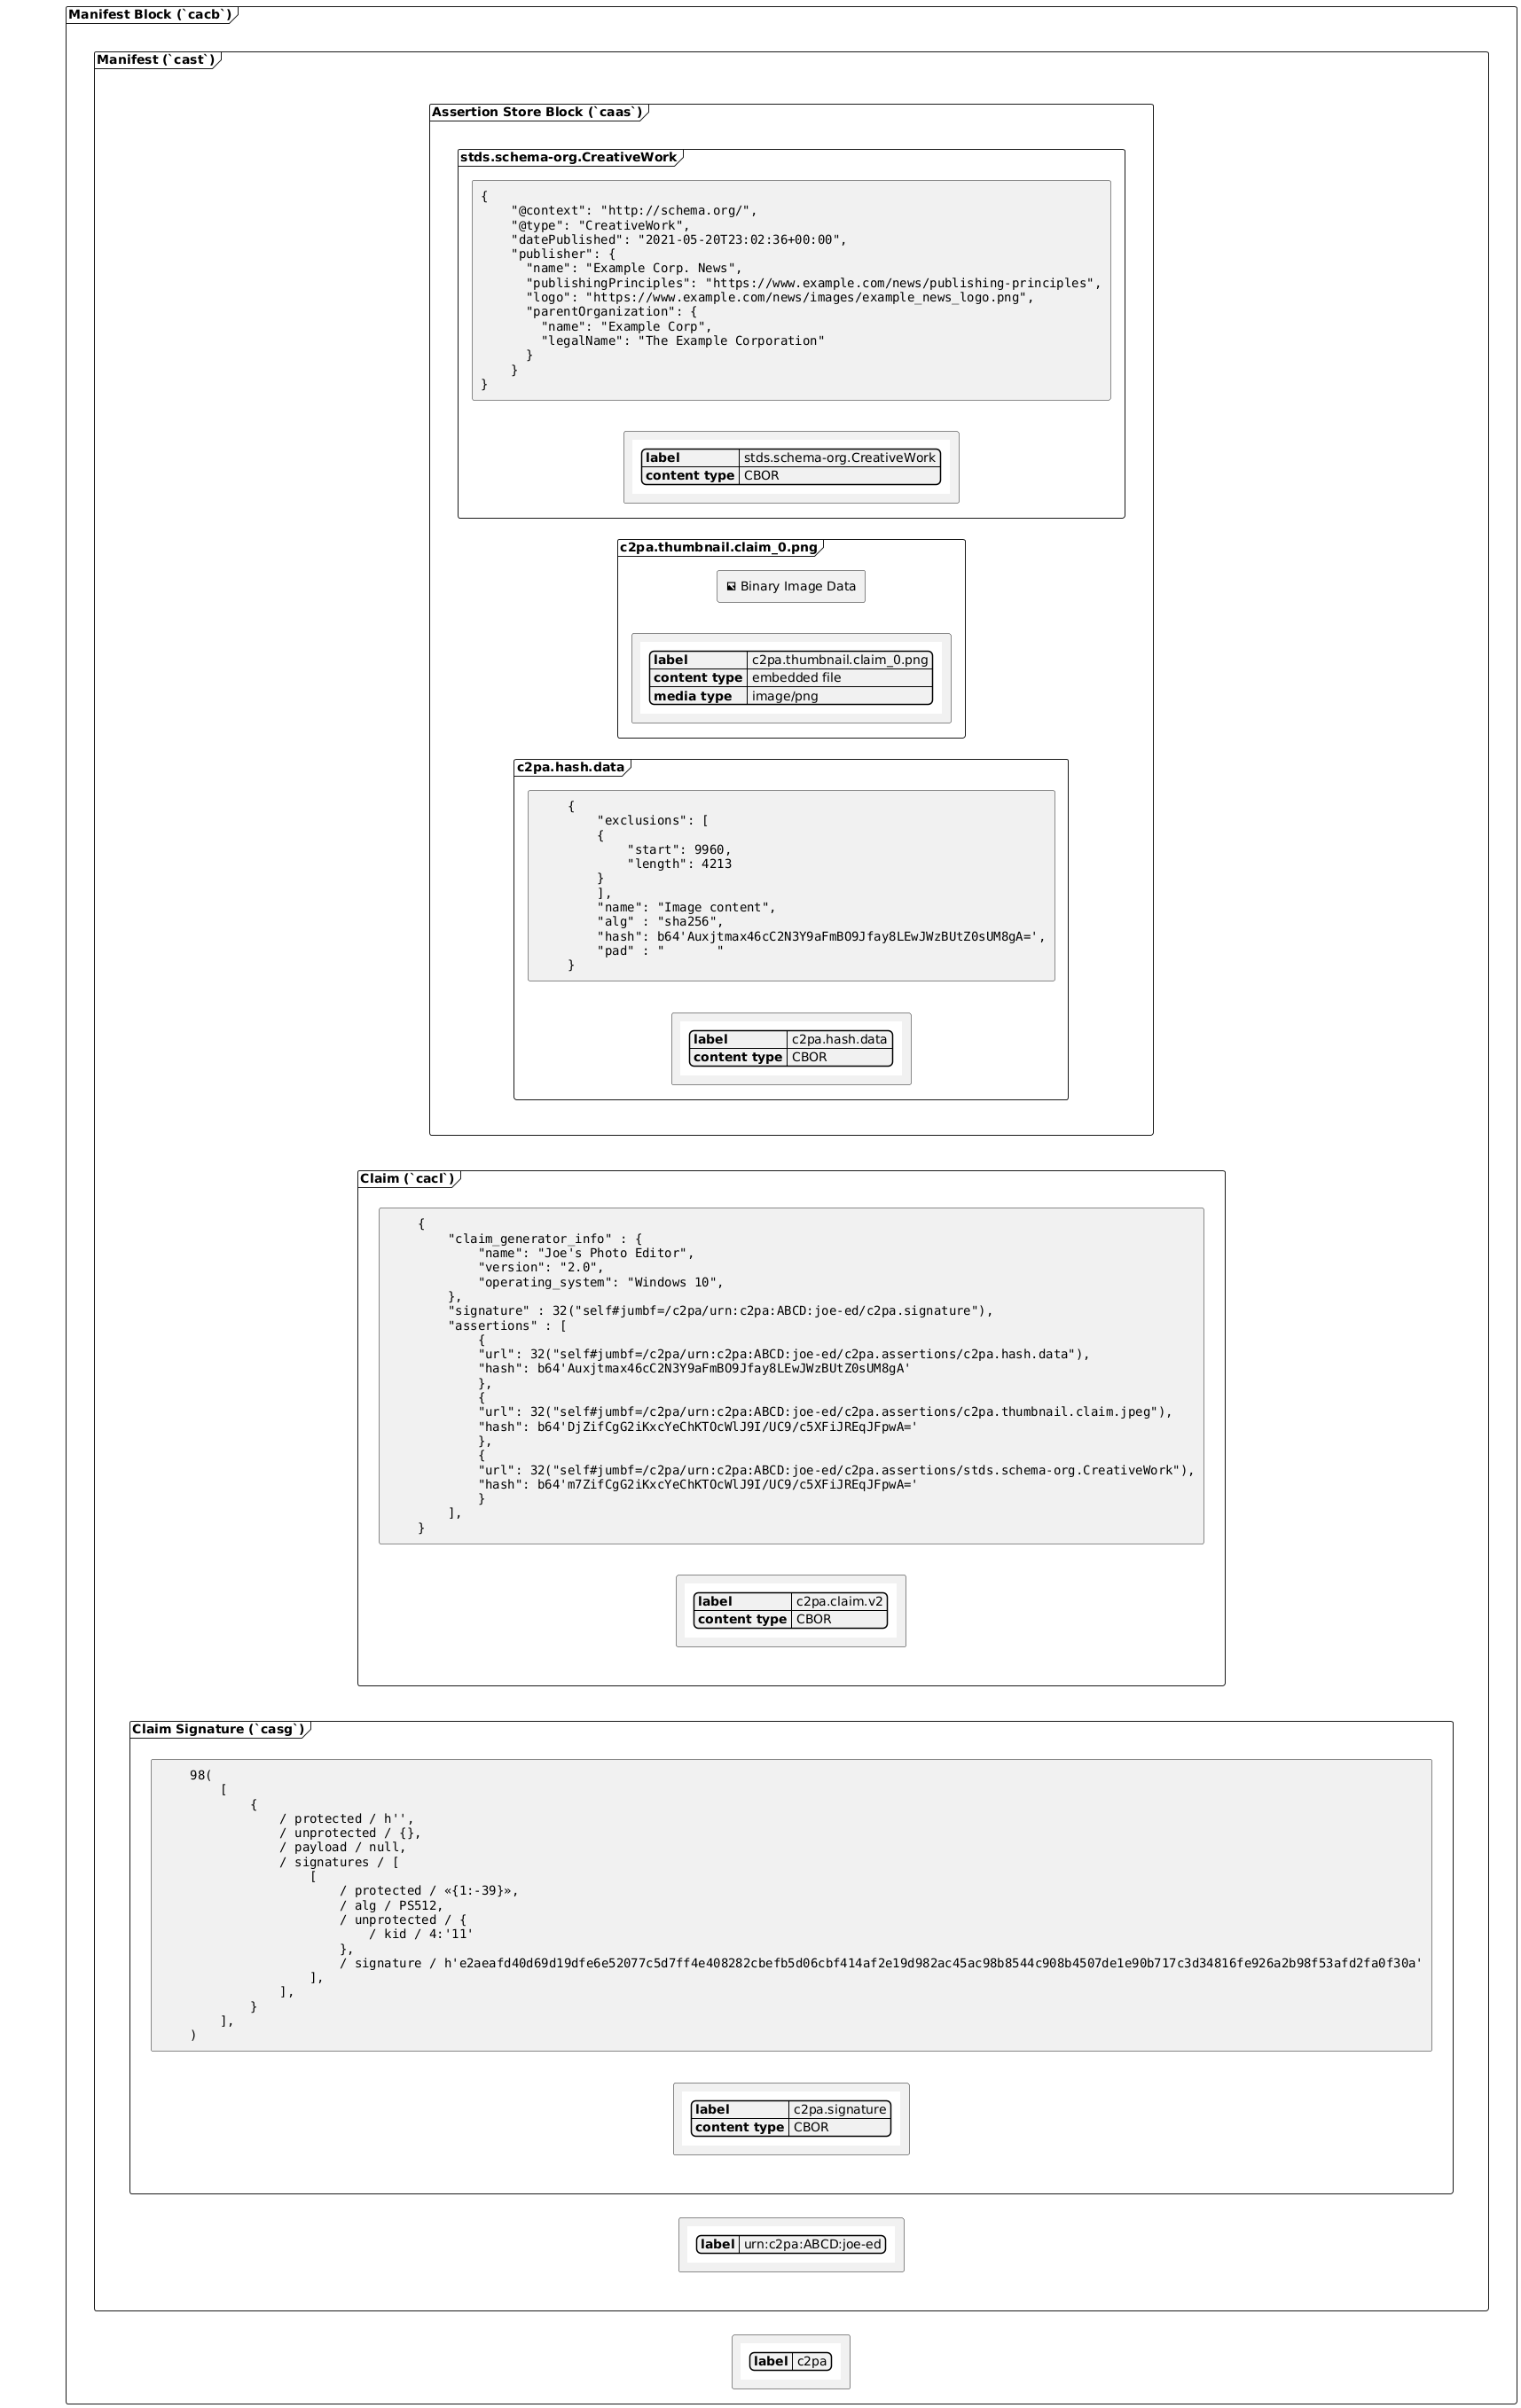 Manifest Block (`cacb`)
Manifest (`cast`)
Assertion Store Block (`caas`)
stds.schema-org.CreativeWork
{
"@context": "http://schema.org/",
"@type": "CreativeWork",
"datePublished": "2021-05-20T23:02:36+00:00",
"publisher": {
"name": "Example Corp. News",
"publishingPrinciples": "https://www.example.com/news/publishing-principles",
"logo": "https://www.example.com/news/images/example_news_logo.png",
"parentOrganization": {
"name": "Example Corp",
"legalName": "The Example Corporation"
}
}
}
label stds.schema-org.CreativeWork
content type CBOR
c2pa.thumbnail.claim_0.png
Binary Image Data
label c2pa.thumbnail.claim_0.png
content type embedded file
media type image/png
c2pa.hash.data
{
"exclusions": [
{
"start": 9960,
"length": 4213
}
],
"name": "Image content",
"alg" : "sha256",
"hash": b64'Auxjtmax46cC2N3Y9aFmBO9Jfay8LEwJWzBUtZ0sUM8gA=',
"pad" : "       "
}
label c2pa.hash.data
content type CBOR
Claim (`cacl`)
{
"claim_generator_info" : {
"name": "Joe's Photo Editor",
"version": "2.0",
"operating_system": "Windows 10",
},
"signature" : 32("self#jumbf=/c2pa/urn:c2pa:ABCD:joe-ed/c2pa.signature"),
"assertions" : [
{
"url": 32("self#jumbf=/c2pa/urn:c2pa:ABCD:joe-ed/c2pa.assertions/c2pa.hash.data"),
"hash": b64'Auxjtmax46cC2N3Y9aFmBO9Jfay8LEwJWzBUtZ0sUM8gA'
},
{
"url": 32("self#jumbf=/c2pa/urn:c2pa:ABCD:joe-ed/c2pa.assertions/c2pa.thumbnail.claim.jpeg"),
"hash": b64'DjZifCgG2iKxcYeChKTOcWlJ9I/UC9/c5XFiJREqJFpwA='
},
{
"url": 32("self#jumbf=/c2pa/urn:c2pa:ABCD:joe-ed/c2pa.assertions/stds.schema-org.CreativeWork"),
"hash": b64'm7ZifCgG2iKxcYeChKTOcWlJ9I/UC9/c5XFiJREqJFpwA='
}
],
}
label c2pa.claim.v2
content type CBOR
Claim Signature (`casg`)
98(
[
{
/ protected / h'',
/ unprotected / {},
/ payload / null,
/ signatures / [
[
/ protected / «{1:-39}»,
/ alg / PS512,
/ unprotected / {
/ kid / 4:'11'
},
/ signature / h'e2aeafd40d69d19dfe6e52077c5d7ff4e408282cbefb5d06cbf414af2e19d982ac45ac98b8544c908b4507de1e90b717c3d34816fe926a2b98f53afd2fa0f30a'
],
],
}
],
)
label c2pa.signature
content type CBOR
label urn:c2pa:ABCD:joe-ed
label c2pa